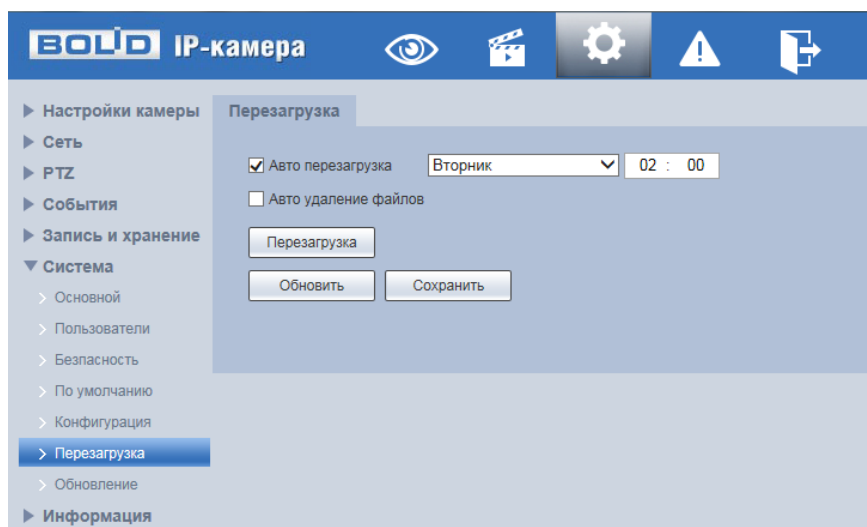 BOLID IP-камера
Настройки камеры
Сеть
PTZ
События
Запись и хранение
Система
Основной
Пользователи
Безпасность
По умолчанию
Конфигурация
Перезагрузка
Обновление
Информация
Перезагрузка
Авто перезагрузка Вторник 02 : 00
Авто удаление файлов
Перезагрузка
Обновить Сохранить